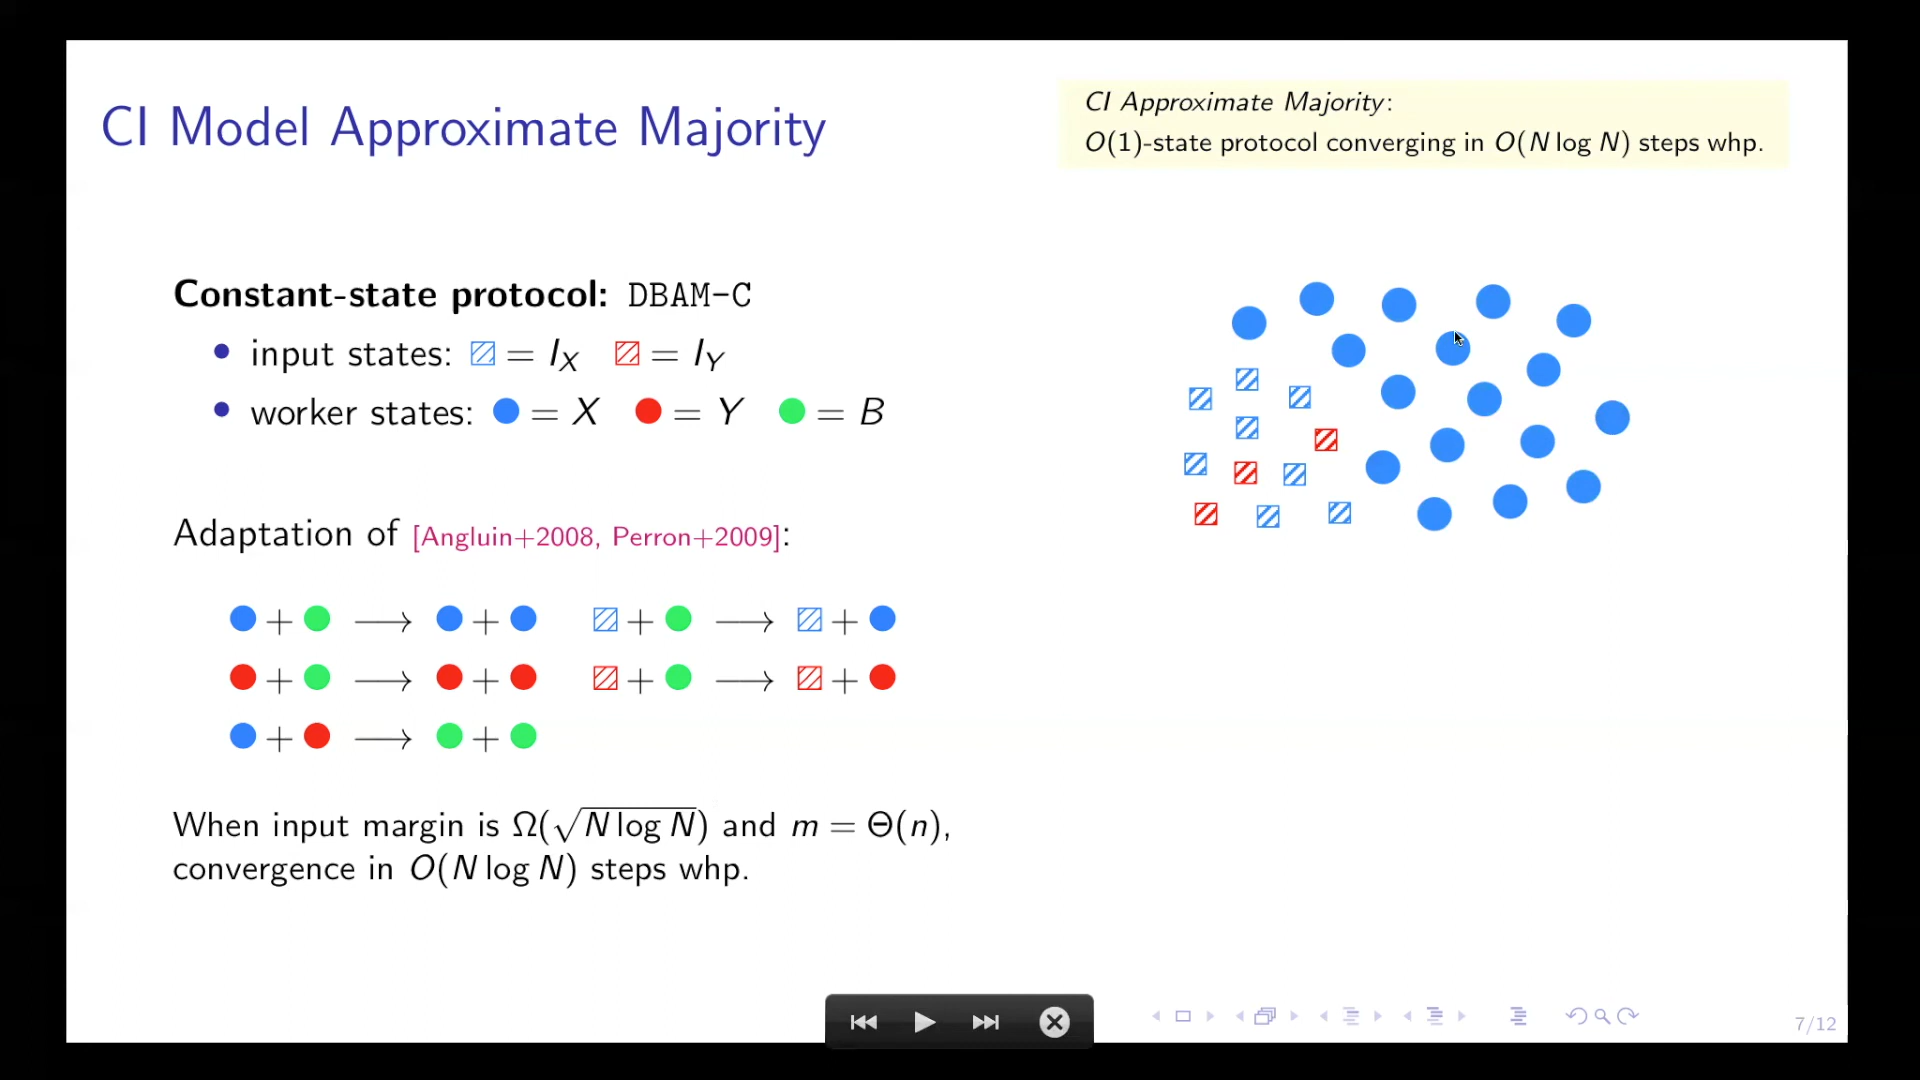 CI Model Approximate Majority
CI Approximate Majority:
O(1)-state protocol converging in O(N log N) steps whp.
Constant-state protocol: DBAM-C
• input states: = I_X = I_Y
• worker states: = X = Y = B
Adaptation of [Angluin+2008, Perron+2009]:
+ ⟶ + + ⟶ +
+ ⟶ + + ⟶ +
+ ⟶ +
When input margin is Ω(√N log N) and m = Θ(n),
convergence in O(N log N) steps whp.
7/12